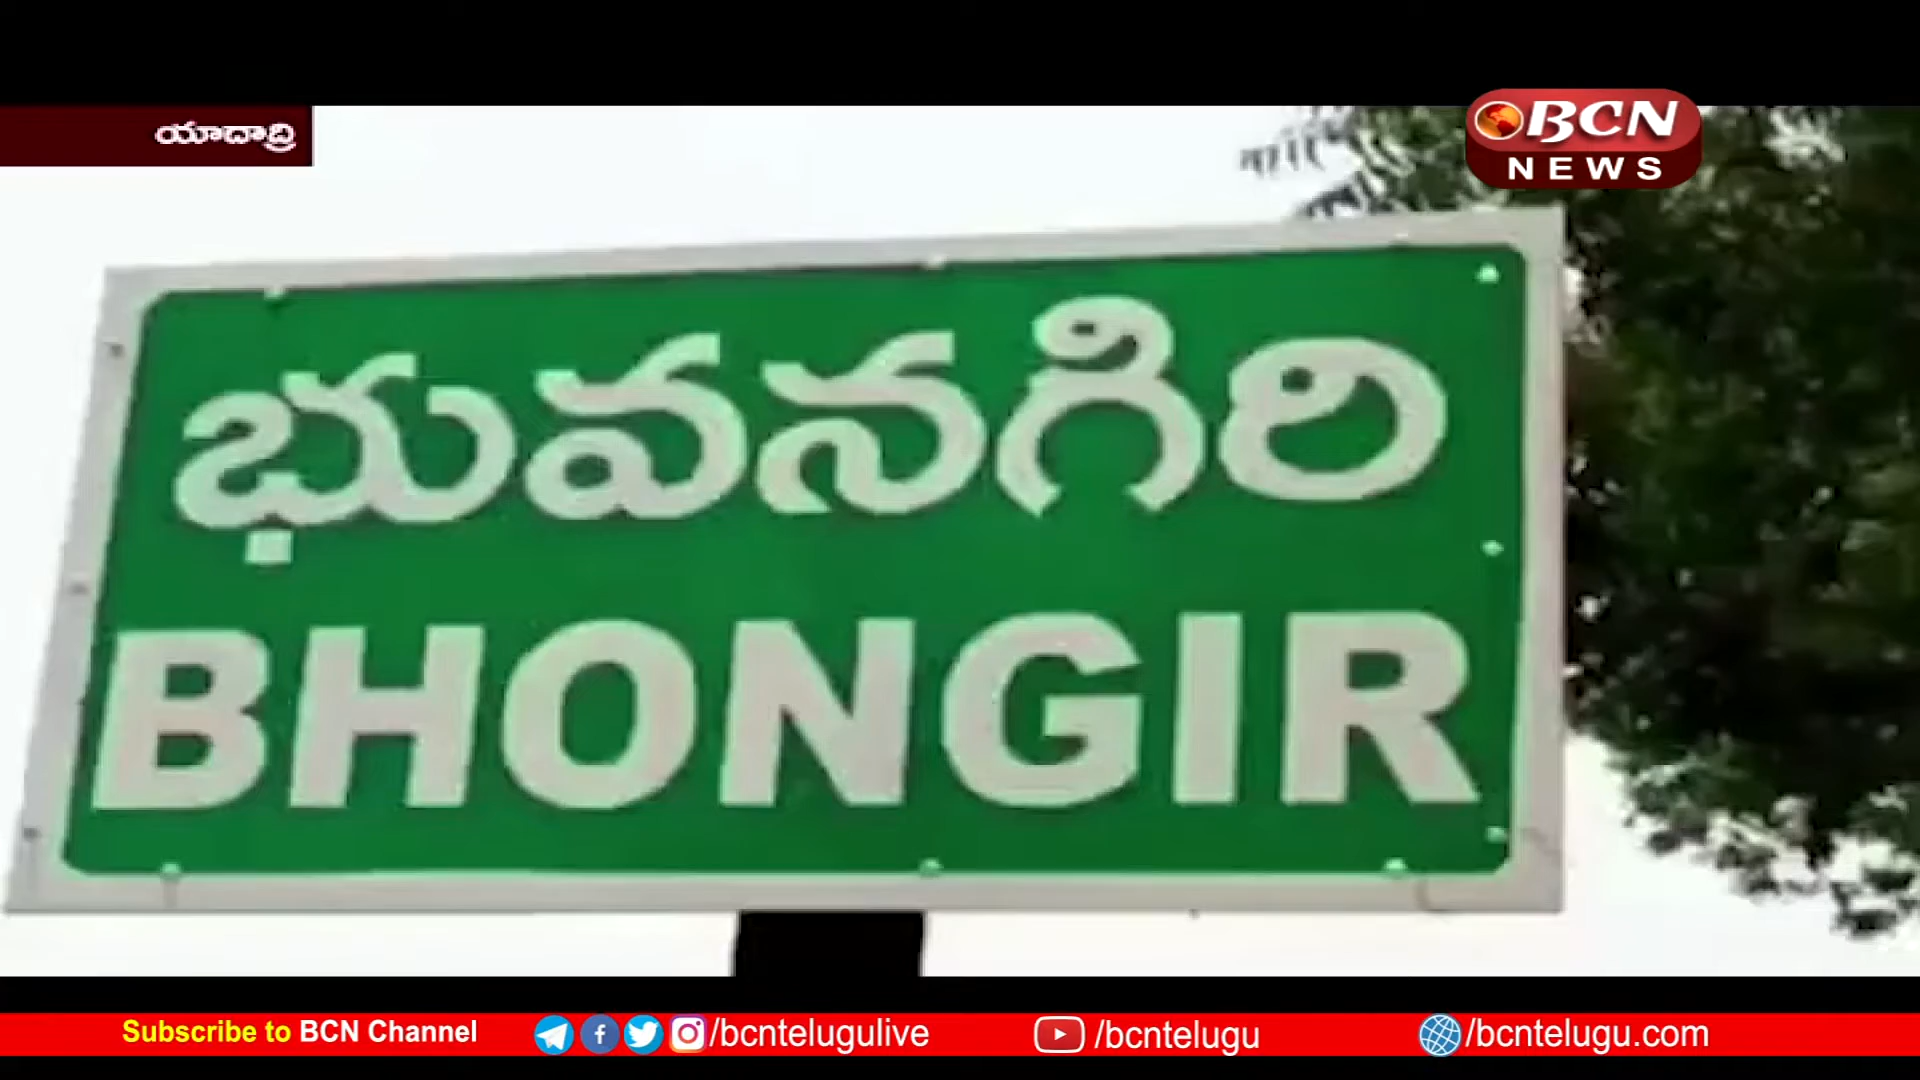 యాదాద్రి
BCN
NEWS
భువనగిరి
BHONGIR
Subscribe to BCN Channel
/bcntelugulive
/bcntelugu
/bcntelugu.com